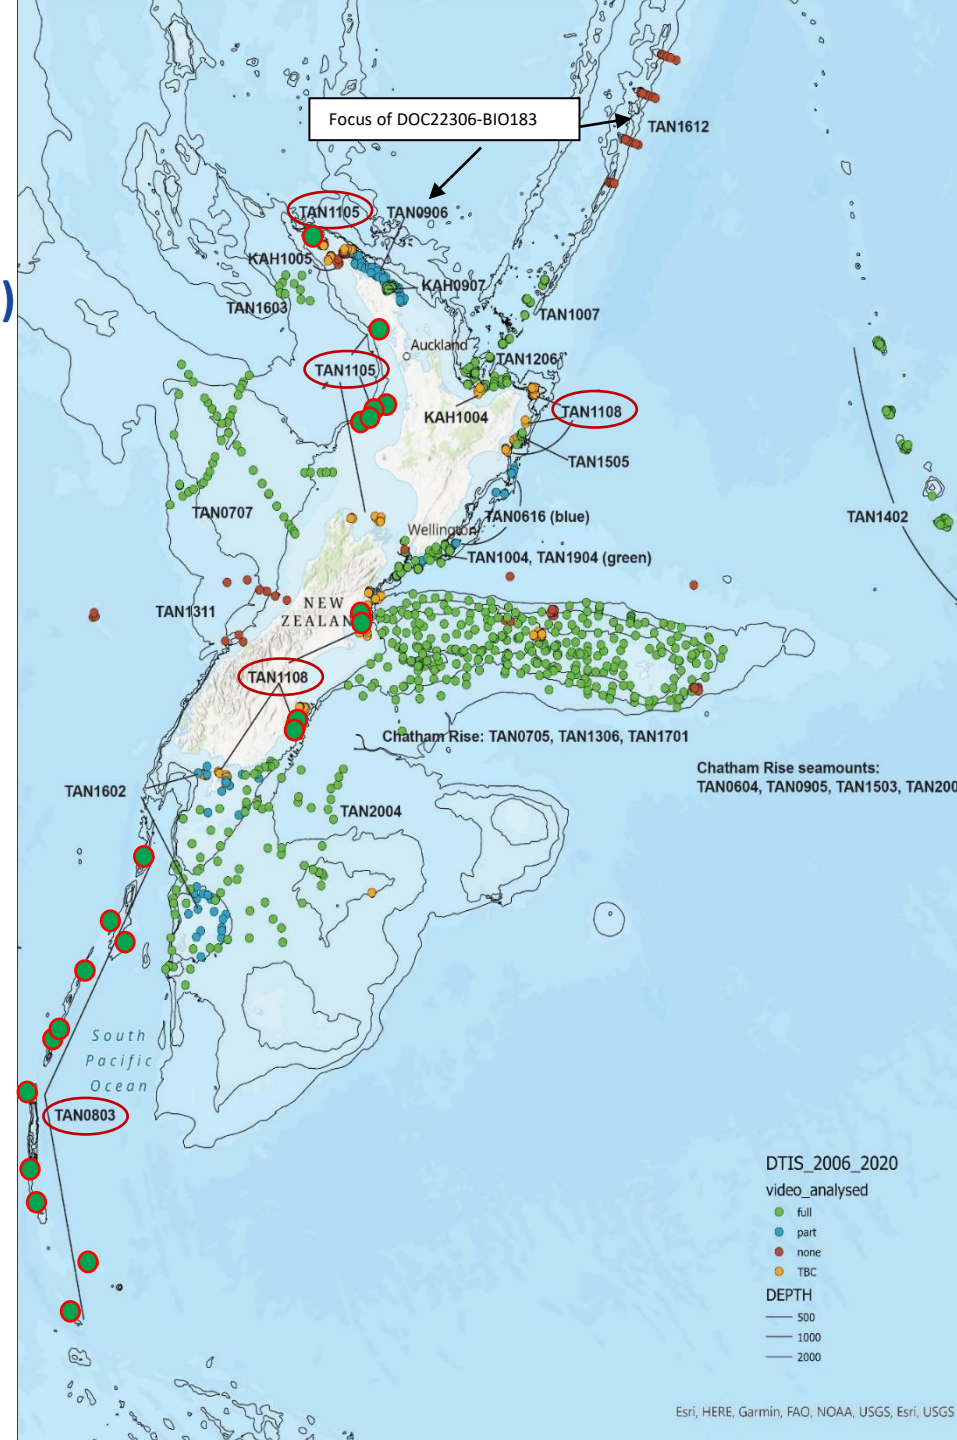 Focus of DOC22306-BIO183
TAN1612
TAN1105
TAN0906
KAH1005
KAH0907
)
TAN1603
TAN1007
Auckland
TAN1206
TAN1105
KAH1004
TAN1108
TAN1505
TAN0707
TAN0616 (blue)
TAN1402
Wellington
TAN1004, TAN1904 (green)
NEW
ZEALAN
TAN1311
TAN1108
Chatham Rise: TAN0705, TAN1306, TAN1701
Chatham Rise seamounts:
TAN0604, TAN0905, TAN1503, TAN200
TAN1602
TAN2004
South
Pacific
Ocean
TAN0803
DTIS_2006_2020
video_analysed
full
part
none
TBC
DEPTH
500
1000
2000
Esri, HERE, Garmin, FAO, NOAA, USGS, Esri, USGS